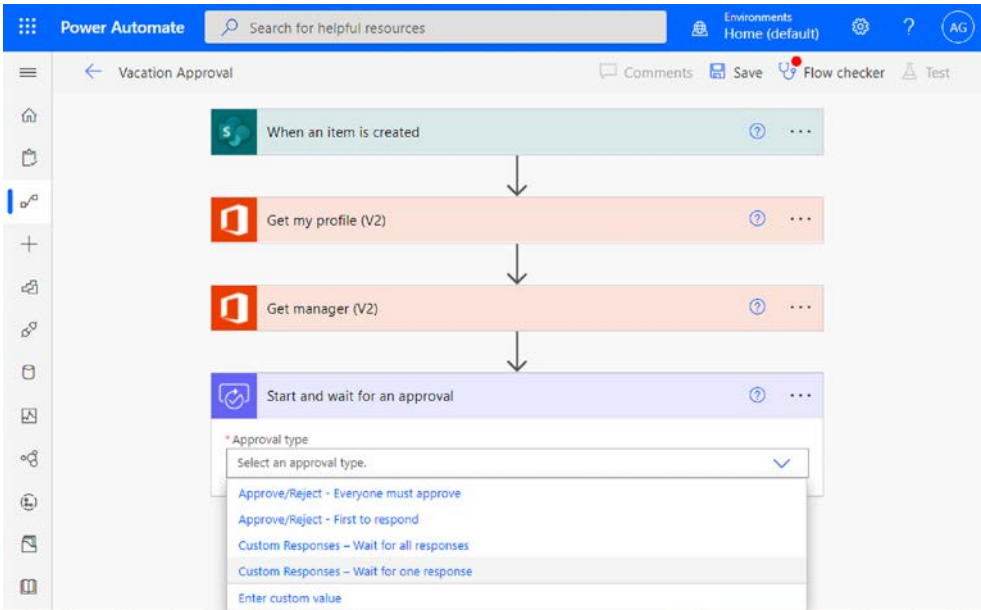 Power Automate
Search for helpful resources
Environments
Home (default)
?
AG
Vacation Approval
Comments
Save
Flow checker
Test
S
When an item is created
?
Get my profile (V2)
?
Get manager (V2)
?
Start and wait for an approval
?
* Approval type
Select an approval type.
Approve/Reject - Everyone must approve
Approve/Reject - First to respond
Custom Responses – Wait for all responses
Custom Responses – Wait for one response
Enter custom value